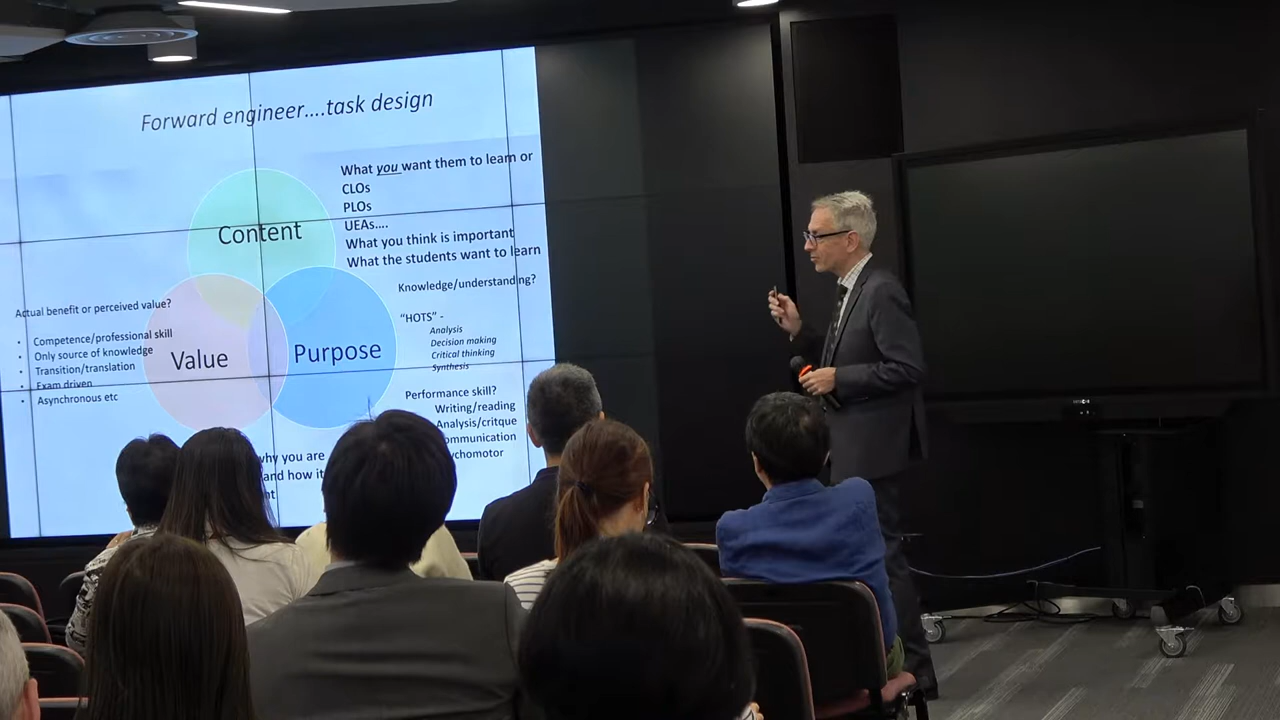 Forward engineer....task design
Content
What you want them to learn or
CLOs
PLOs
UEAs....
What you think is important
What the students want to learn
Actual benefit or perceived value?
• Competence/professional skill
• Only source of knowledge
• Transition/translation
• Exam driven
• Asynchronous etc
Value
Purpose
Knowledge/understanding?
“HOTS” -
Analysis
Decision making
Critical thinking
Synthesis
Performance skill?
Writing/reading
Analysis/critque
why you are
and how it